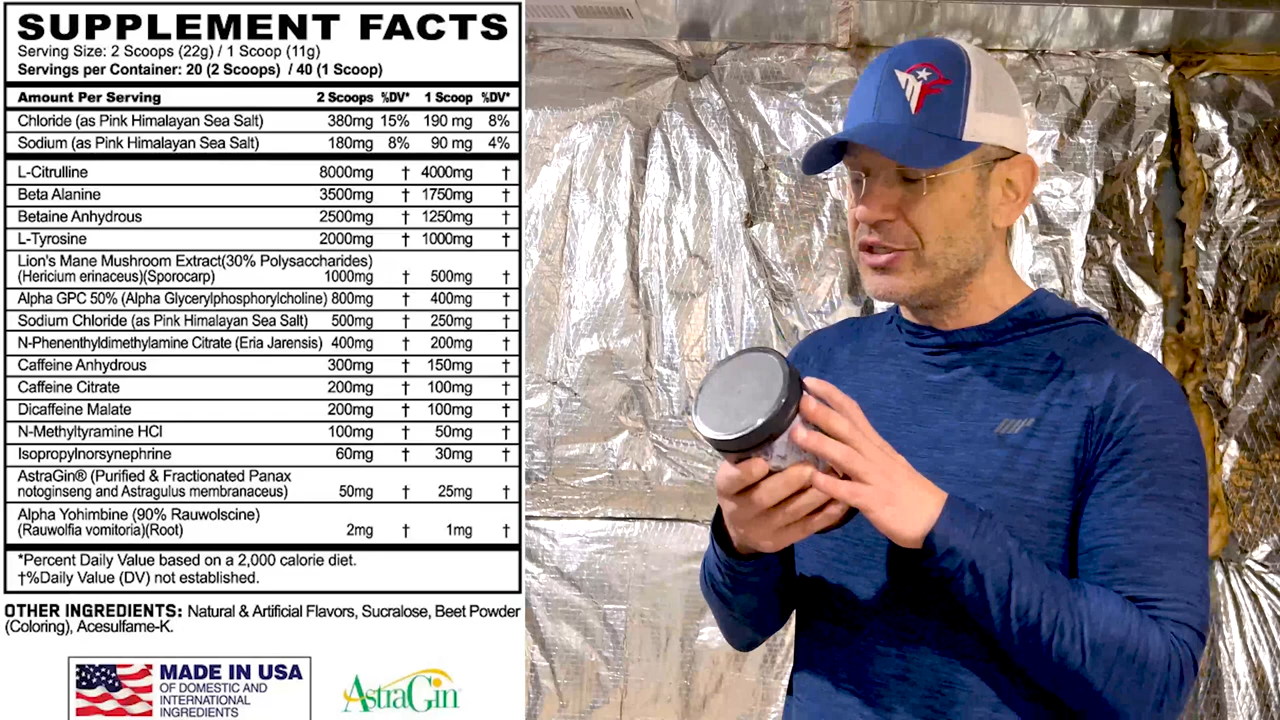 SUPPLEMENT FACTS
Serving Size: 2 Scoops (22g) / 1 Scoop (11g)
Servings per Container: 20 (2 Scoops) / 40 (1 Scoop)
Amount Per Serving 2 Scoops %DV* 1 Scoop %DV*
Chloride (as Pink Himalayan Sea Salt) 380mg 15% 190 mg 8%
Sodium (as Pink Himalayan Sea Salt) 180mg 8% 90 mg 4%
L-Citrulline 8000mg † 4000mg †
Beta Alanine 3500mg † 1750mg †
Betaine Anhydrous 2500mg † 1250mg †
L-Tyrosine 2000mg † 1000mg †
Lion's Mane Mushroom Extract(30% Polysaccharides)
(Hericium erinaceus)(Sporocarp) 1000mg † 500mg †
Alpha GPC 50% (Alpha Glycerylphosphorylcholine) 800mg † 400mg †
Sodium Chloride (as Pink Himalayan Sea Salt) 500mg † 250mg †
N-Phenenthyldimethylamine Citrate (Eria Jarensis) 400mg † 200mg †
Caffeine Anhydrous 300mg † 150mg †
Caffeine Citrate 200mg † 100mg †
Dicaffeine Malate 200mg † 100mg †
N-Methyltyramine HCl 100mg † 50mg †
Isopropylnorsynephrine 60mg † 30mg †
AstraGin® (Purified & Fractionated Panax
notoginseng and Astragulus membranaceus) 50mg † 25mg †
Alpha Yohimbine (90% Rauwolscine)
(Rauwolfia vomitoria)(Root) 2mg † 1mg †
*Percent Daily Value based on a 2,000 calorie diet.
†%Daily Value (DV) not established.
OTHER INGREDIENTS: Natural & Artificial Flavors, Sucralose, Beet Powder
(Coloring), Acesulfame-K.
MADE IN USA
OF DOMESTIC AND
INTERNATIONAL
INGREDIENTS
AstraGin